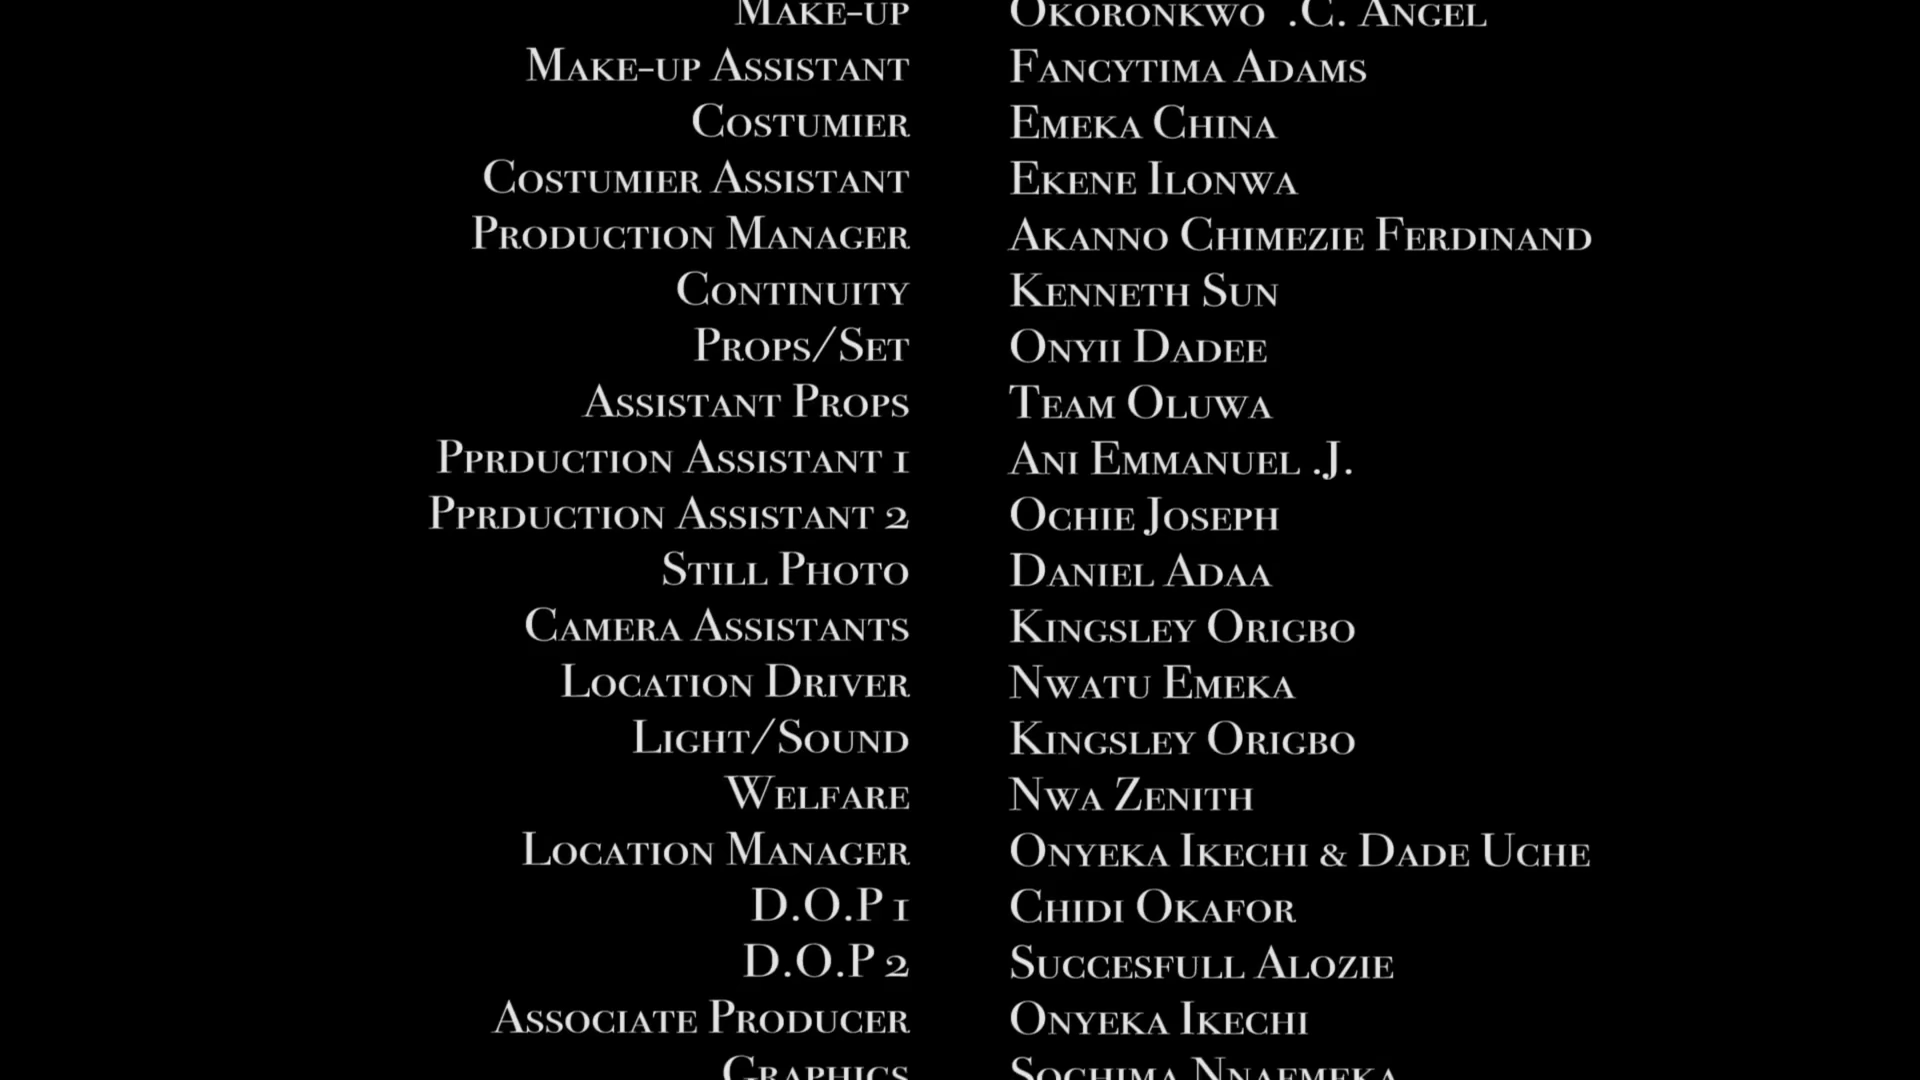 Make-up Okoronkwo .C. Angel
Make-up Assistant Fancytima Adams
Costumier Emeka China
Costumier Assistant Ekene Ilonwa
Production Manager Akanno Chimezie Ferdinand
Continuity Kenneth Sun
Props/Set Onyii Dadee
Assistant Props Team Oluwa
Pprduction Assistant 1 Ani Emmanuel .J.
Pprduction Assistant 2 Ochie Joseph
Still Photo Daniel Adaa
Camera Assistants Kingsley Origbo
Location Driver Nwatu Emeka
Light/Sound Kingsley Origbo
Welfare Nwa Zenith
Location Manager Onyeka Ikechi & Dade Uche
D.O.P 1 Chidi Okafor
D.O.P 2 Succesfull Alozie
Associate Producer Onyeka Ikechi
Graphics Sochima Nnaemeka